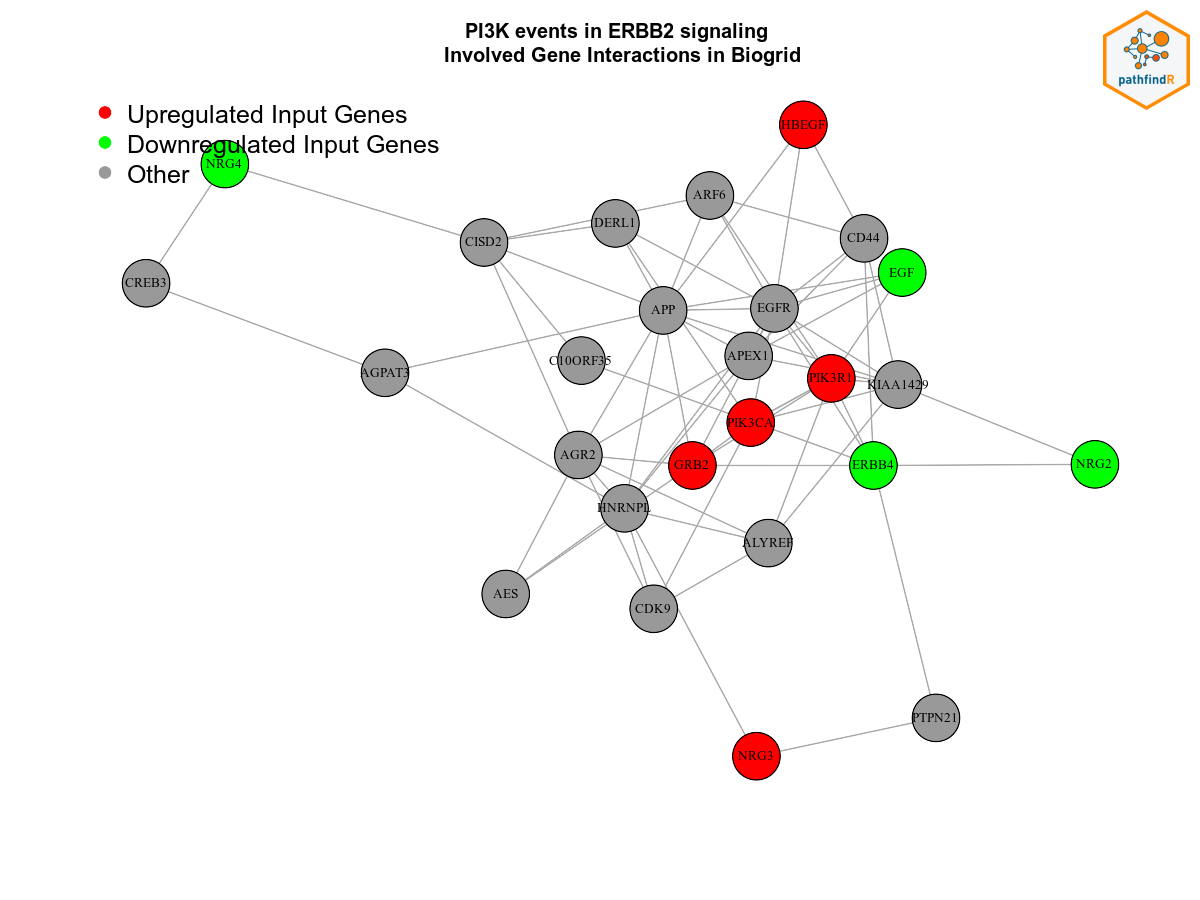 PI3K events in ERBB2 signaling
Involved Gene Interactions in Biogrid
pathfindR
Upregulated Input Genes
Downregulated Input Genes
Other
HBEGF
NRG4
ARF6
DERL1
CISD2
CD44
EGF
CREB3
APP
EGFR
APEX1
C10ORF35
AGPAT3
PIK3R1
KIAA1429
PIK3CA
AGR2
GRB2
ERBB4
NRG2
HNRNPL
ALYREF
AES
CDK9
PTPN21
NRG3